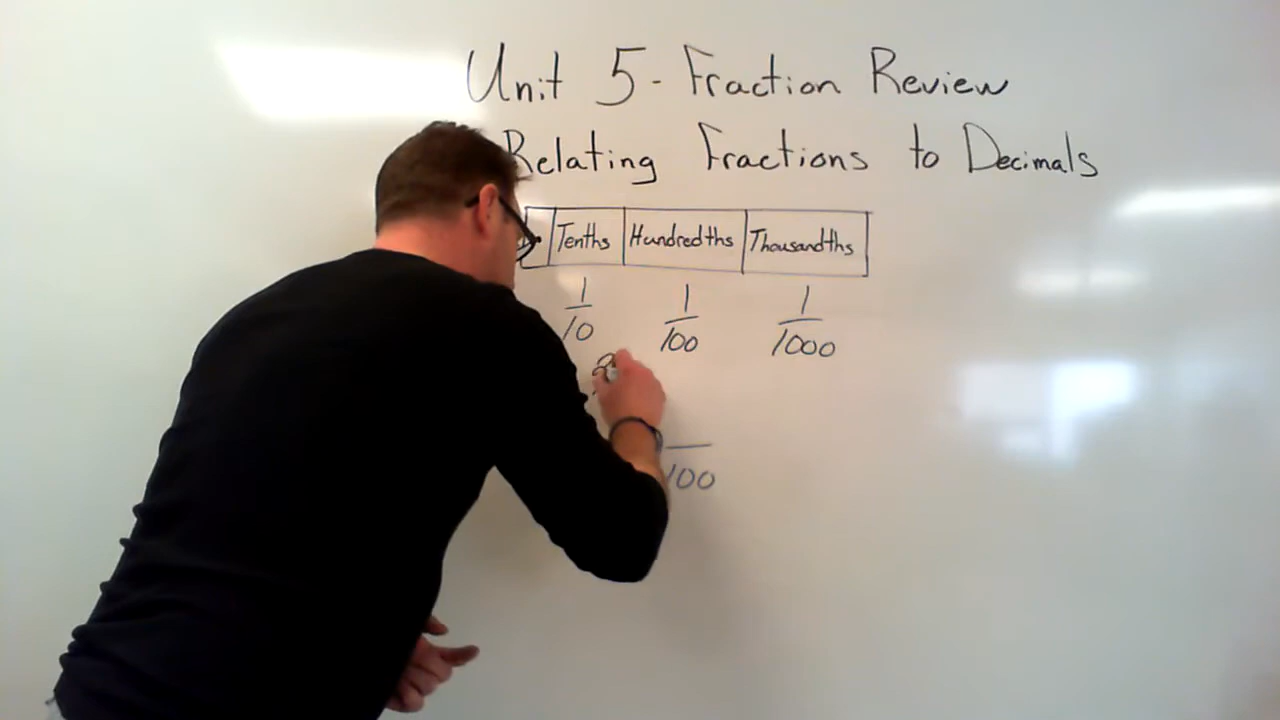 Unit 5 - Fraction Review
Relating Fractions to Decimals
Tenths Hundredths Thousandths
1 1 1
10 100 1000
100